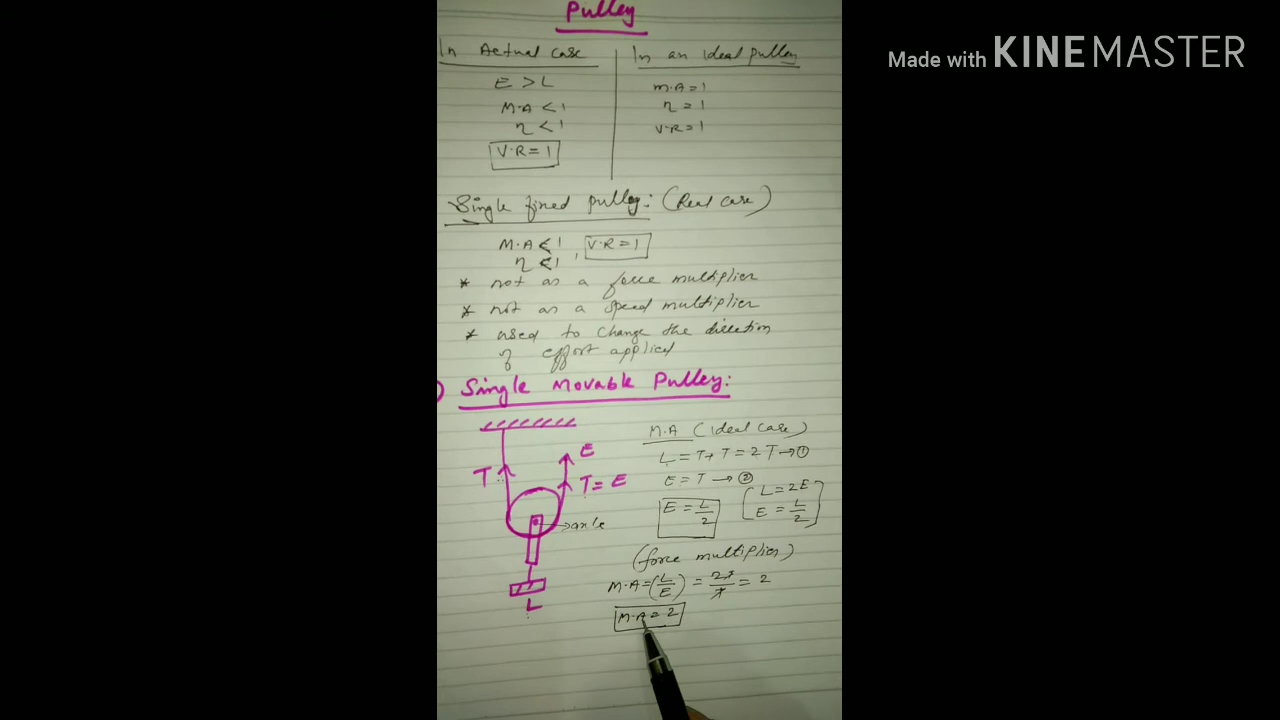 Pulley
In Actual case
E > L
M.A < 1
η < 1
V.R = 1
In an ideal pulley
M.A = 1
η = 1
V.R = 1
Single fixed pulley: (Real case)
M.A < 1, V.R = 1
η < 1
* not as a force multiplier
* not as a speed multiplier
* used to change the direction
of effort applied
Single Movable Pulley:
T
E
T = E
axle
L
M.A (Ideal case)
L = T + T = 2T → ①
E = T → ②
E = L/2
L = 2E
E = L/2
(force multiplier)
M.A = (L/E) = 2T/T = 2
M.A = 2
Made with KINEMASTER